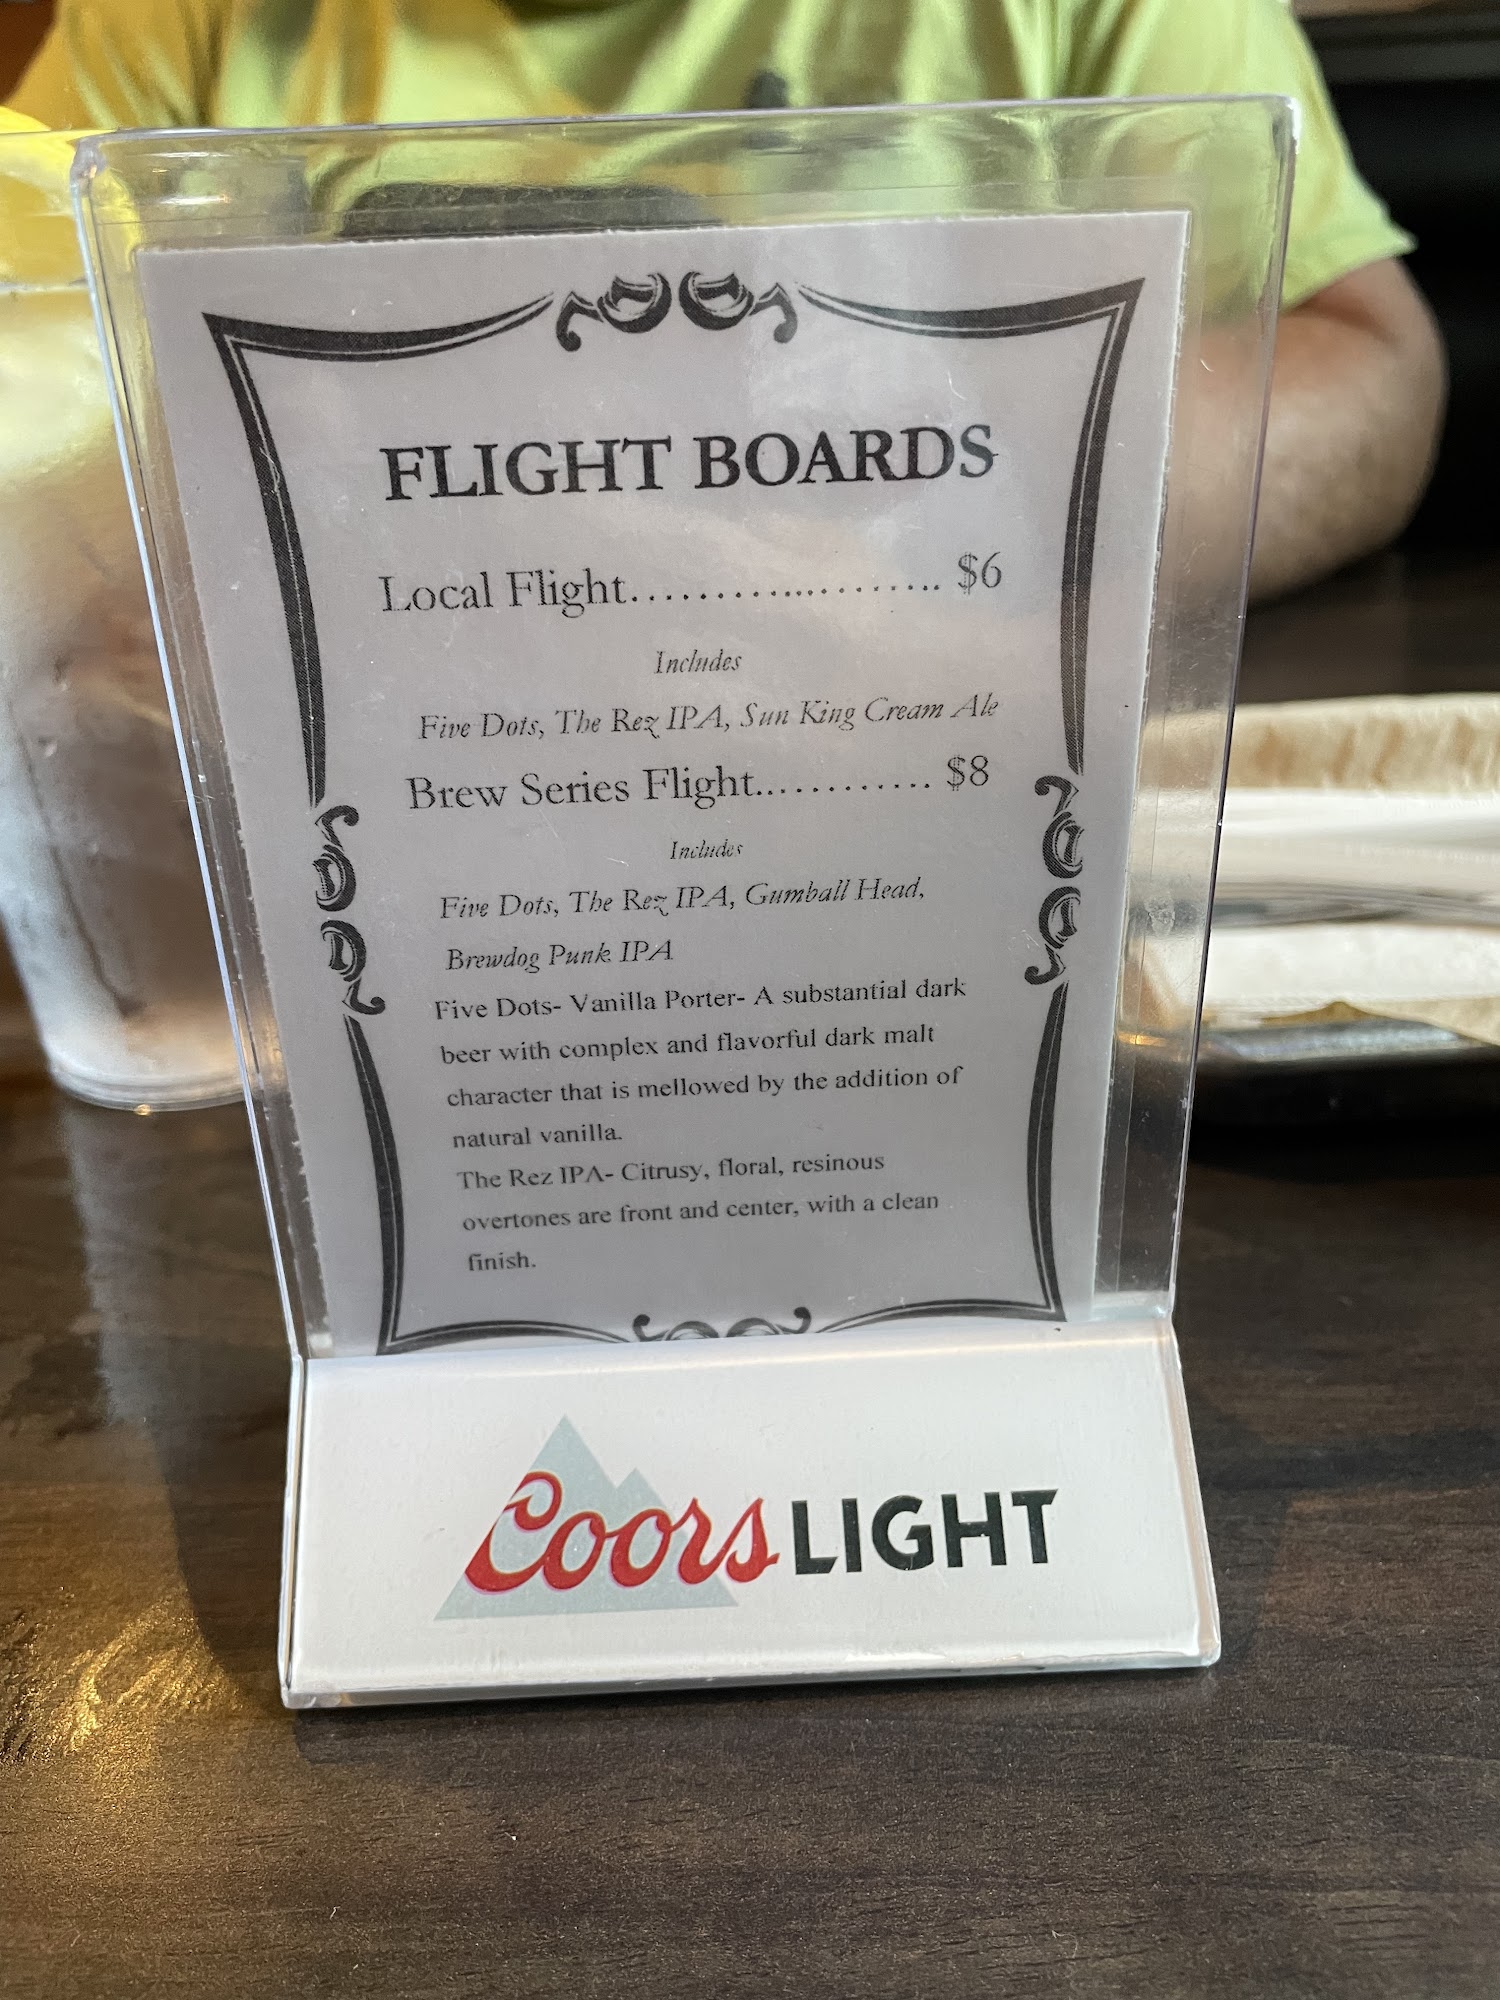 FLIGHT BOARDS
Local Flight.................... $6
Includes
Five Dots, The Rez IPA, Sun King Cream Ale
Brew Series Flight............ $8
Includes
Five Dots, The Rez IPA, Gumball Head,
Brewdog Punk IPA
Five Dots- Vanilla Porter- A substantial dark
beer with complex and flavorful dark malt
character that is mellowed by the addition of
natural vanilla.
The Rez IPA- Citrusy, floral, resinous
overtones are front and center, with a clean
finish.
Coors LIGHT